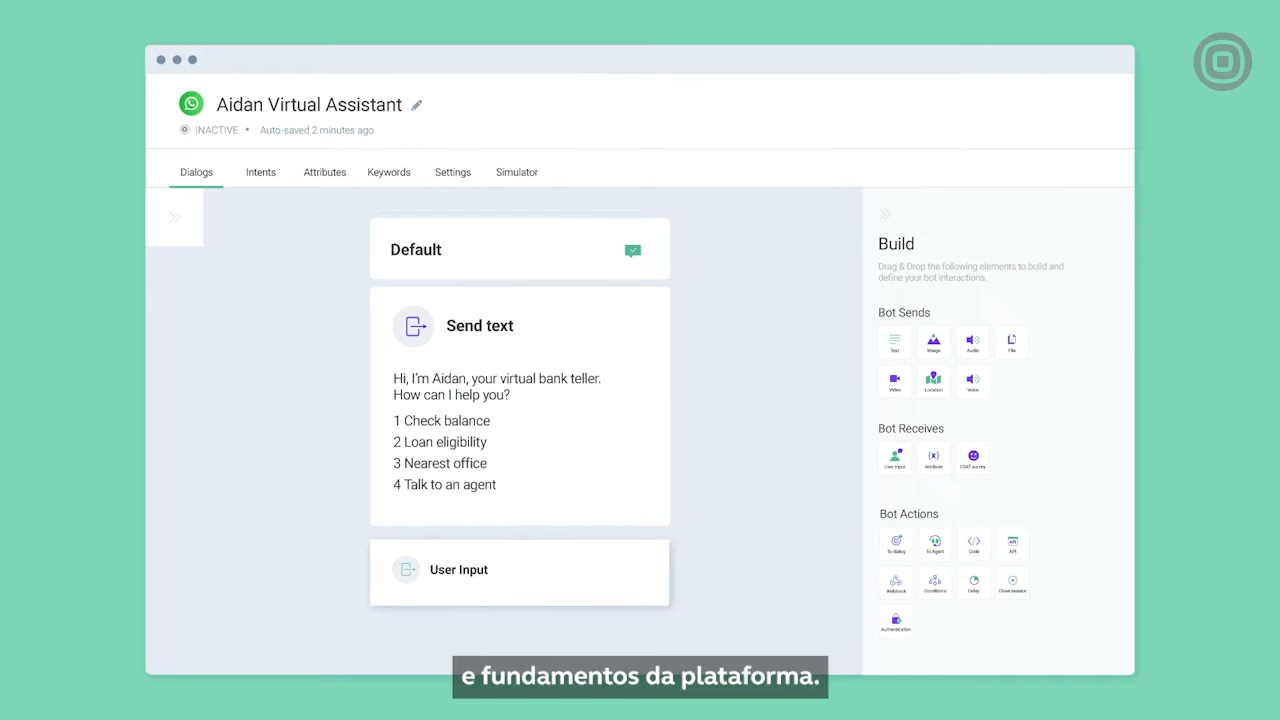 Aidan Virtual Assistant
INACTIVE • Auto-saved 2 minutes ago
Dialogs Intents Attributes Keywords Settings Simulator
Default
Send text
Hi, I'm Aidan, your virtual bank teller.
How can I help you?
1 Check balance
2 Loan eligibility
3 Nearest office
4 Talk to an agent
User Input
Build
Drag & Drop the following elements to build and
define your bot interactions.
Bot Sends
Text Image Audio File
Video Location Voice
Bot Receives
User Input Attribute CSAT survey
Bot Actions
To dialog To Agent Code API
Webhook Conditions Delay Close session
Authentication
e fundamentos da plataforma.